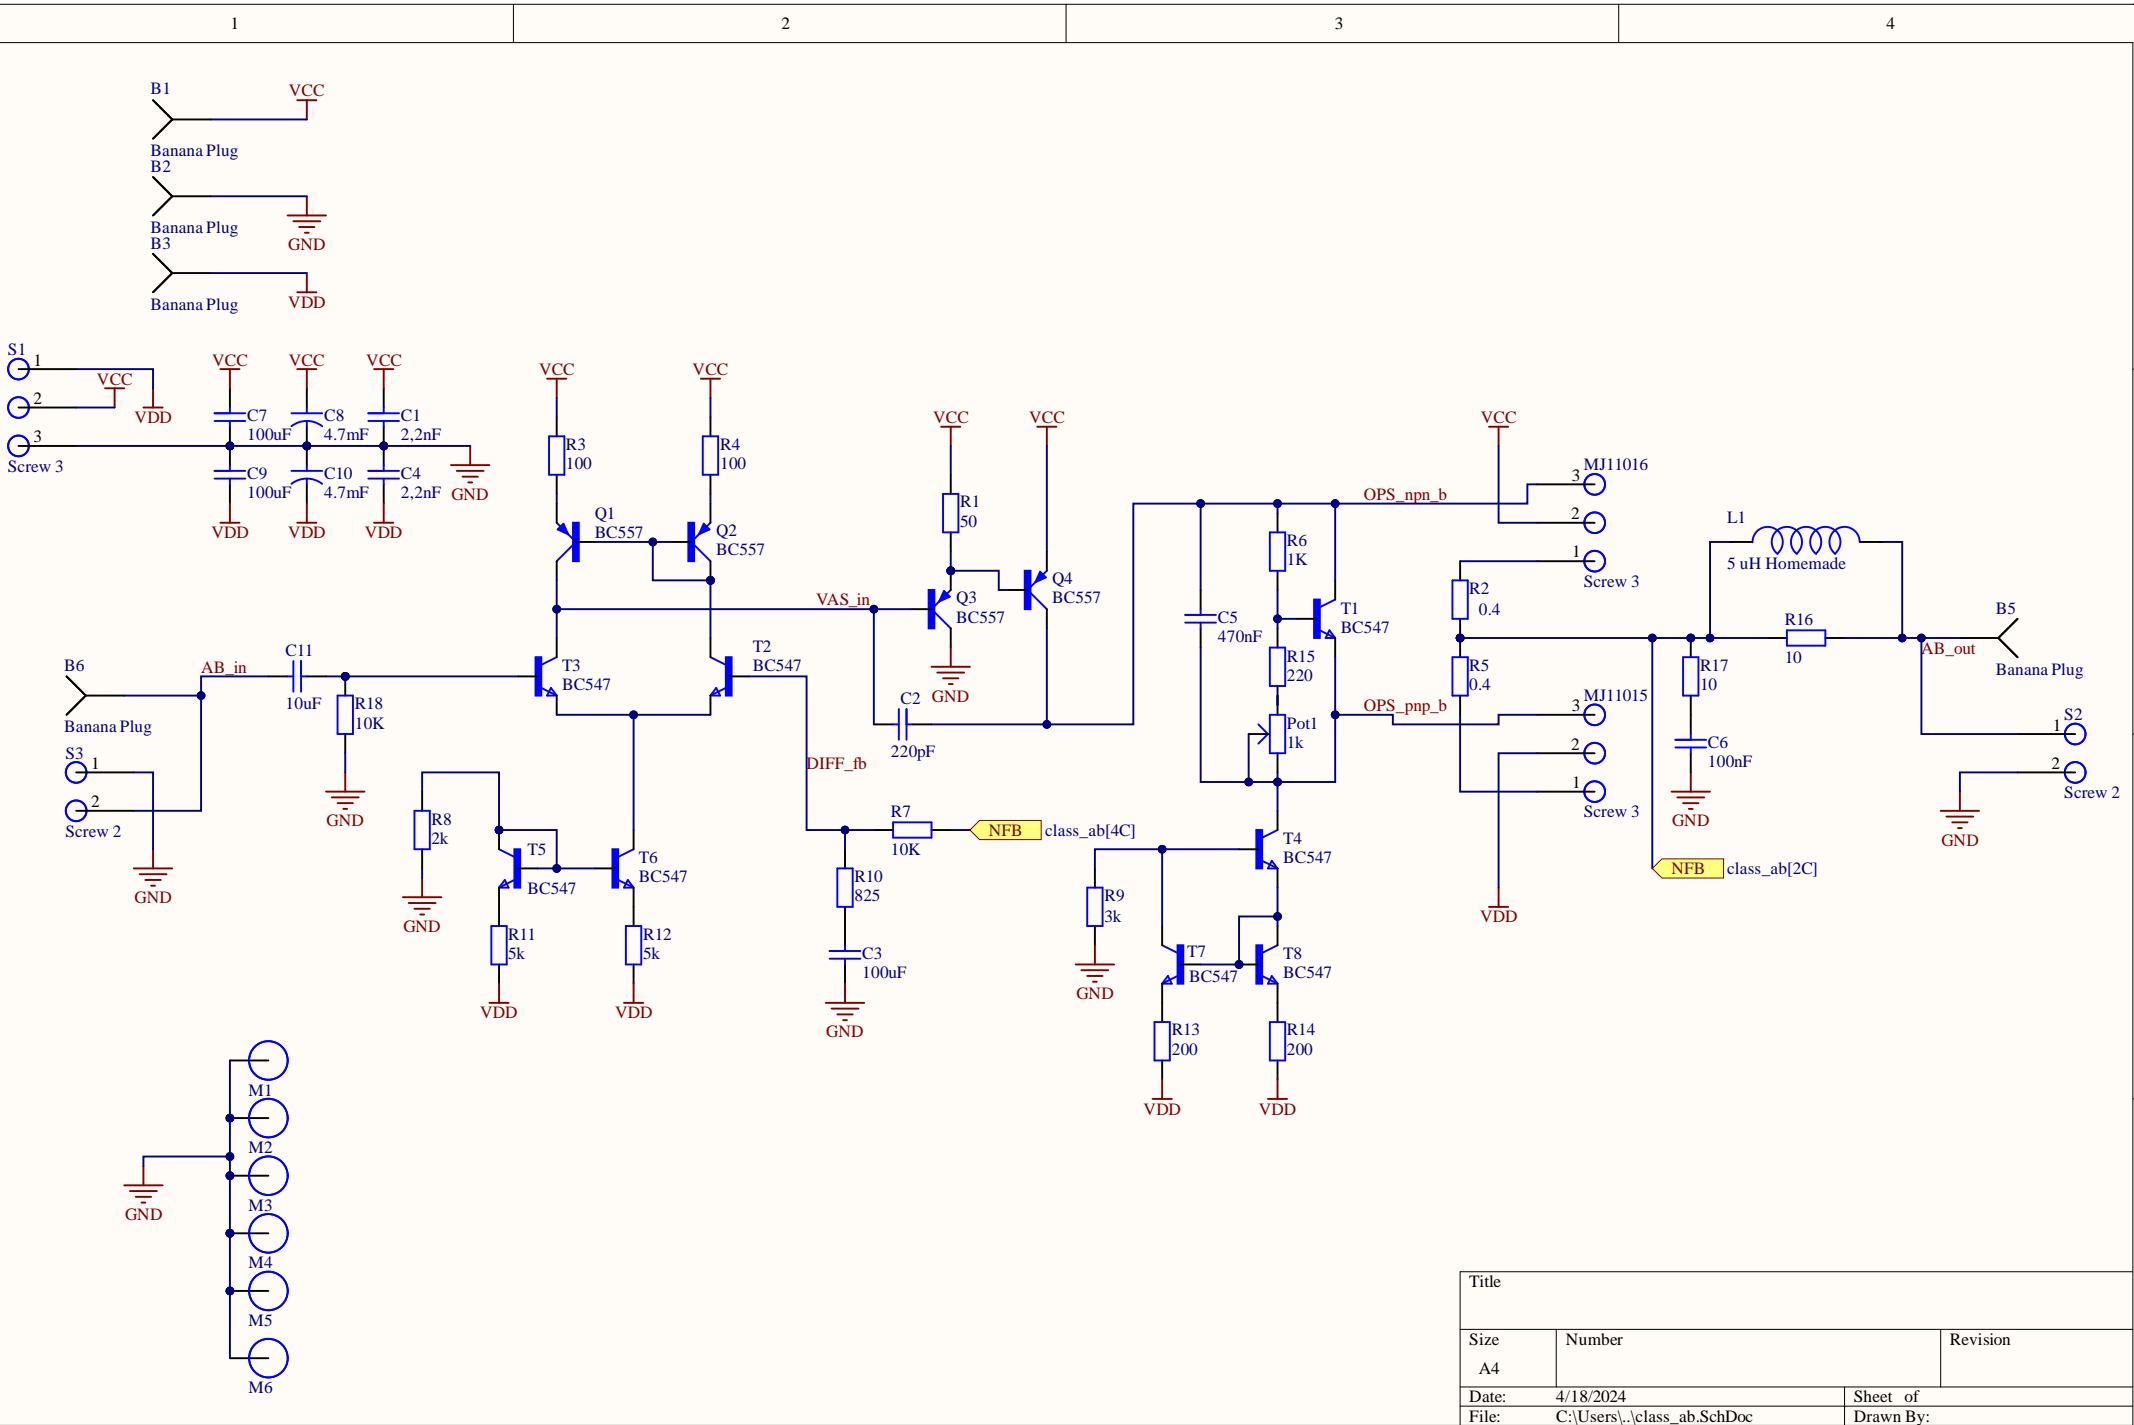 1
2
3
4
B1
VCC
Banana Plug
B2
Banana Plug
GND
B3
Banana Plug
VDD
S1
1
2
3
VCC
VDD
Screw 3
VCC
VCC
VCC
C7
100uF
C8
4.7mF
C1
2,2nF
C9
100uF
C10
4.7mF
C4
2,2nF
GND
VDD
VDD
VDD
VCC
VCC
R3
100
R4
100
Q1
BC557
Q2
BC557
VCC
VCC
R1
50
Q3
BC557
Q4
BC557
GND
VAS_in
C2
220pF
B6
Banana Plug
AB_in
C11
10uF
R18
10K
GND
S3
1
2
Screw 2
GND
T3
BC547
T2
BC547
DIFF_fb
R8
2k
GND
T5
BC547
T6
BC547
R11
5k
R12
5k
VDD
VDD
R7
10K
NFB
class_ab[4C]
R10
825
C3
100uF
GND
OPS_npn_b
R6
1K
C5
470nF
T1
BC547
R15
220
Pot1
1k
OPS_pnp_b
T4
BC547
R9
3k
GND
T7
BC547
T8
BC547
R13
200
R14
200
VDD
VDD
VCC
MJ11016
3
2
1
Screw 3
R2
0.4
R5
0.4
MJ11015
3
2
1
Screw 3
VDD
L1
5 uH Homemade
R16
10
R17
10
C6
100nF
GND
NFB
class_ab[2C]
B5
AB_out
Banana Plug
S2
1
2
Screw 2
GND
M1
M2
M3
M4
M5
M6
GND
Title
Size
Number
Revision
A4
Date:
4/18/2024
Sheet of
File:
C:\Users\..\class_ab.SchDoc
Drawn By: